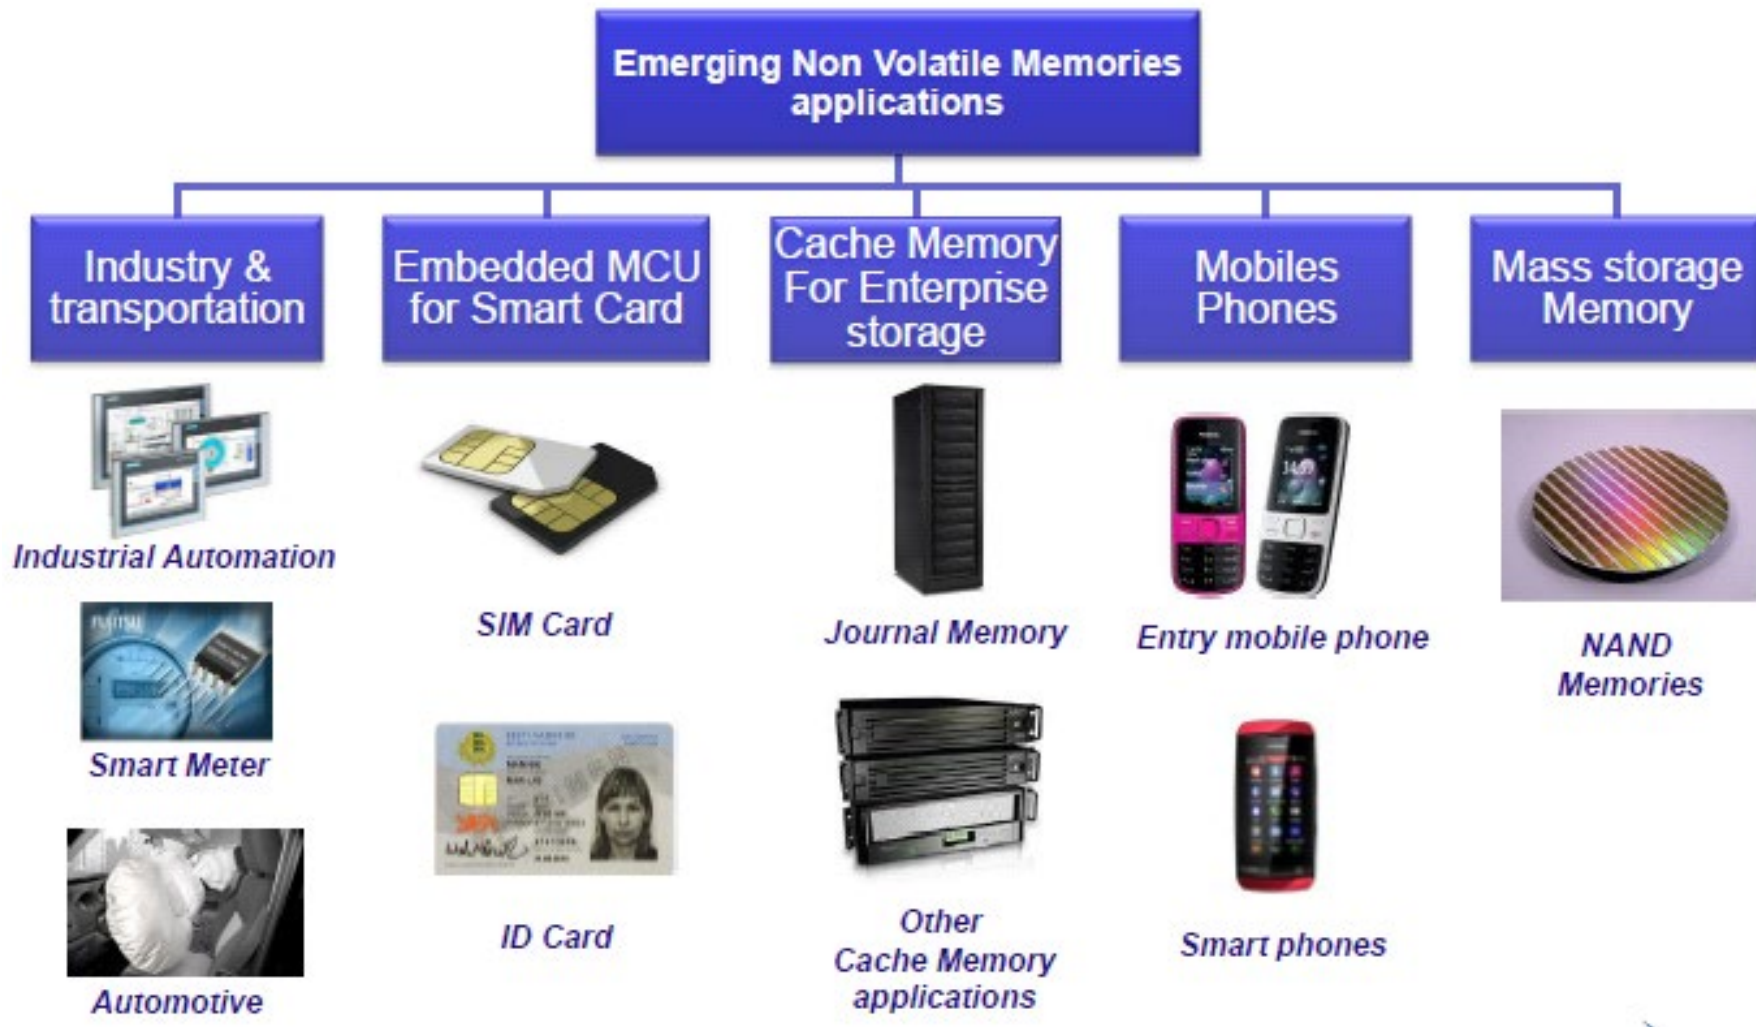 Emerging Non Volatile Memories
applications
Industry &
transportation
Embedded MCU
for Smart Card
Cache Memory
For Enterprise
storage
Mobiles
Phones
Mass storage
Memory
Industrial Automation
FUJITSU
Smart Meter
Automotive
SIM Card
ID Card
Journal Memory
Other
Cache Memory
applications
Entry mobile phone
Smart phones
NAND
Memories